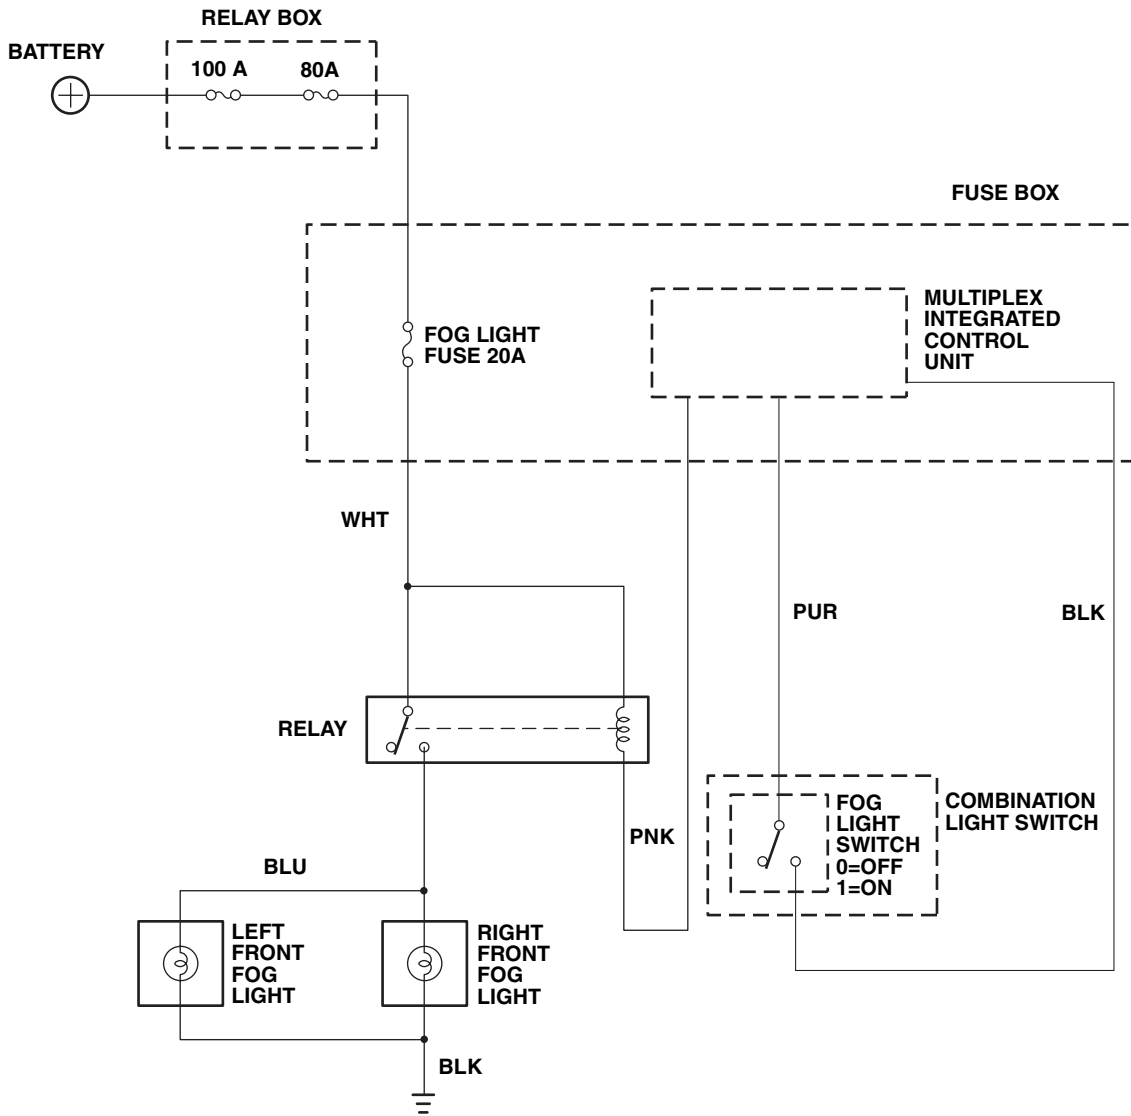 RELAY BOX
BATTERY
100 A
80A
FUSE BOX
FOG LIGHT
FUSE 20A
MULTIPLEX
INTEGRATED
CONTROL
UNIT
WHT
PUR
BLK
RELAY
PNK
FOG
LIGHT
SWITCH
0=OFF
1=ON
COMBINATION
LIGHT SWITCH
BLU
LEFT
FRONT
FOG
LIGHT
RIGHT
FRONT
FOG
LIGHT
BLK